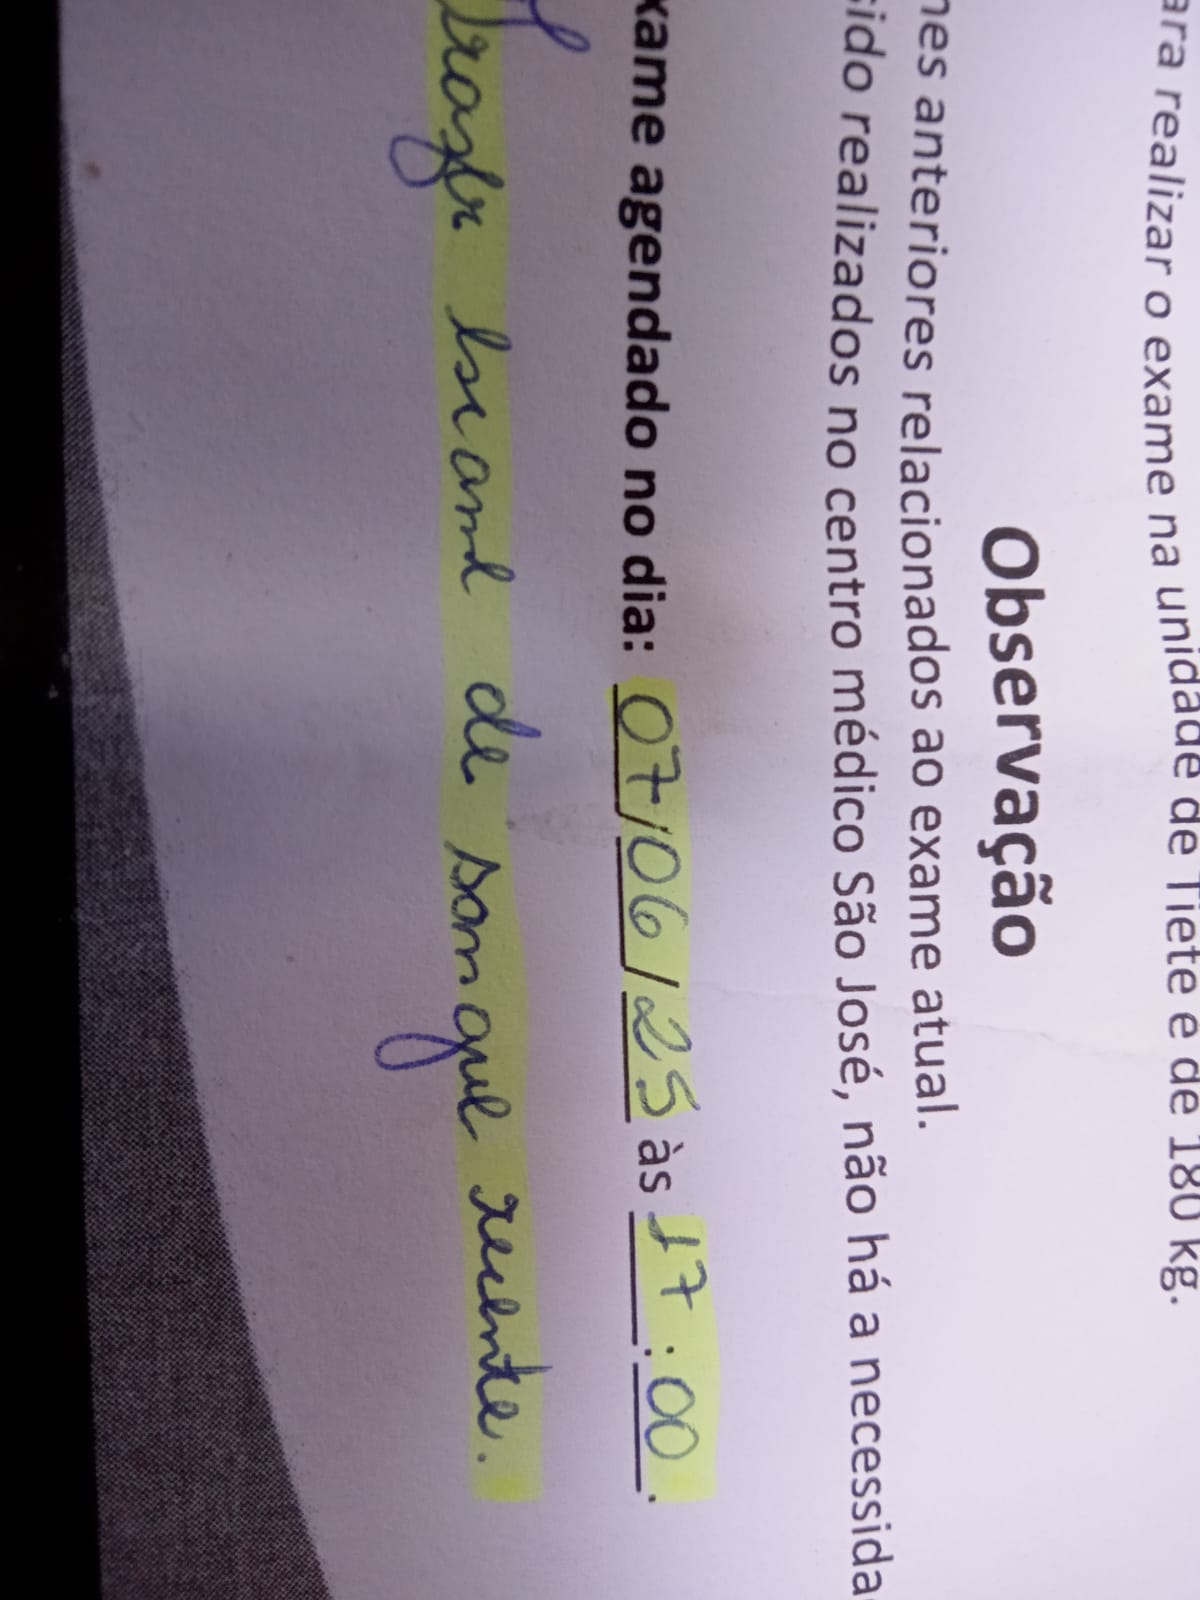 ara realizar o exame na unidade de Tiete e de 180 kg.
Observação
nes anteriores relacionados ao exame atual.
sido realizados no centro médico São José, não há a necessida
xame agendado no dia: 07/06/25 às 17:00.
Trazer exame de sangue recente.